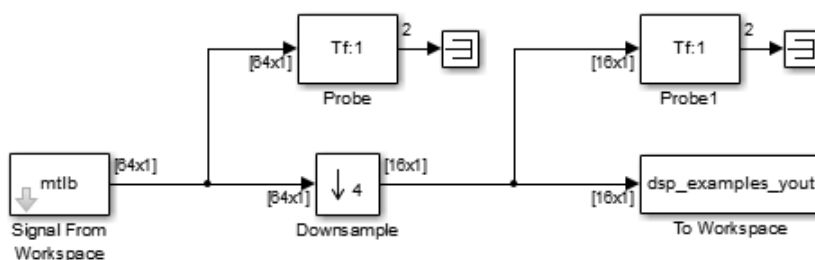 Tf:1
2
[64x1]
Probe
Tf:1
2
[16x1]
Probe1
mtlb
[64x1]
Signal From
Workspace
[64x1]
↓ 4
[16x1]
Downsample
[16x1]
dsp_examples_yout
To Workspace